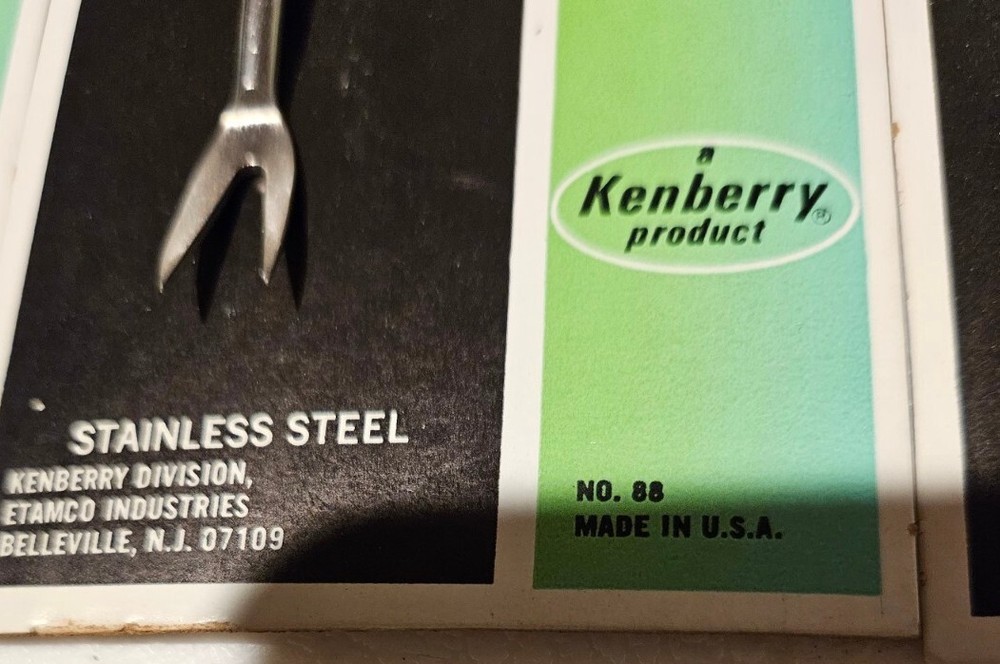 STAINLESS STEEL
KENBERRY DIVISION,
ETAMCO INDUSTRIES
BELLEVILLE, N.J. 07109
a
Kenberry®
product
NO. 88
MADE IN U.S.A.